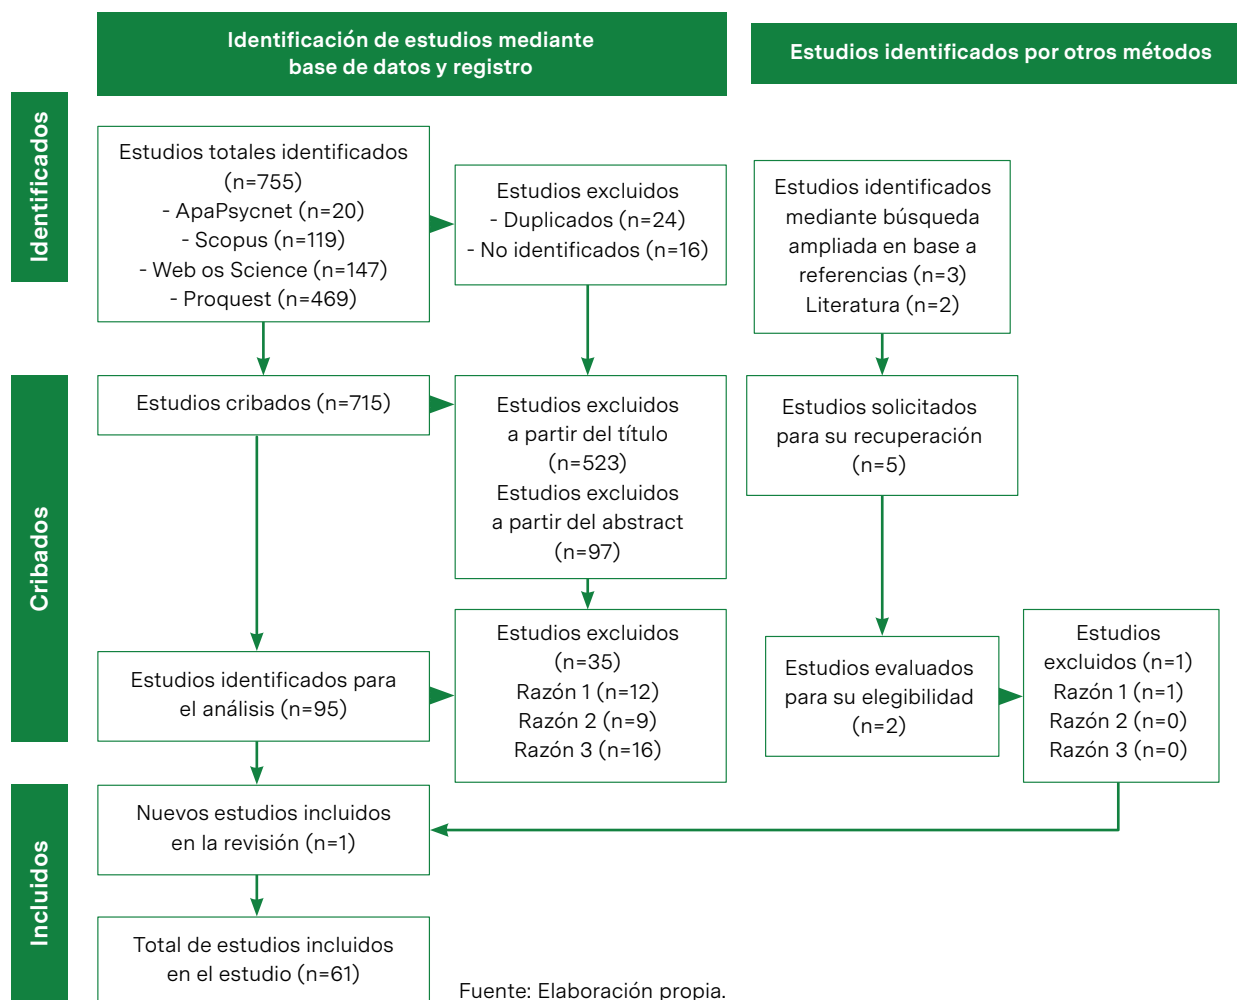 Identificación de estudios mediante
base de datos y registro
Estudios identificados por otros métodos
Identificados
Estudios totales identificados
(n=755)
- ApaPsycnet (n=20)
- Scopus (n=119)
- Web os Science (n=147)
- Proquest (n=469)
Estudios excluidos
- Duplicados (n=24)
- No identificados (n=16)
Estudios identificados
mediante búsqueda
ampliada en base a
referencias (n=3)
Literatura (n=2)
Cribados
Estudios cribados (n=715)
Estudios excluidos
a partir del título
(n=523)
Estudios excluidos
a partir del abstract
(n=97)
Estudios solicitados
para su recuperación
(n=5)
Estudios identificados para
el análisis (n=95)
Estudios excluidos
(n=35)
Razón 1 (n=12)
Razón 2 (n=9)
Razón 3 (n=16)
Estudios evaluados
para su elegibilidad
(n=2)
Estudios
excluidos (n=1)
Razón 1 (n=1)
Razón 2 (n=0)
Razón 3 (n=0)
Incluidos
Nuevos estudios incluidos
en la revisión (n=1)
Total de estudios incluidos
en el estudio (n=61)
Fuente: Elaboración propia.